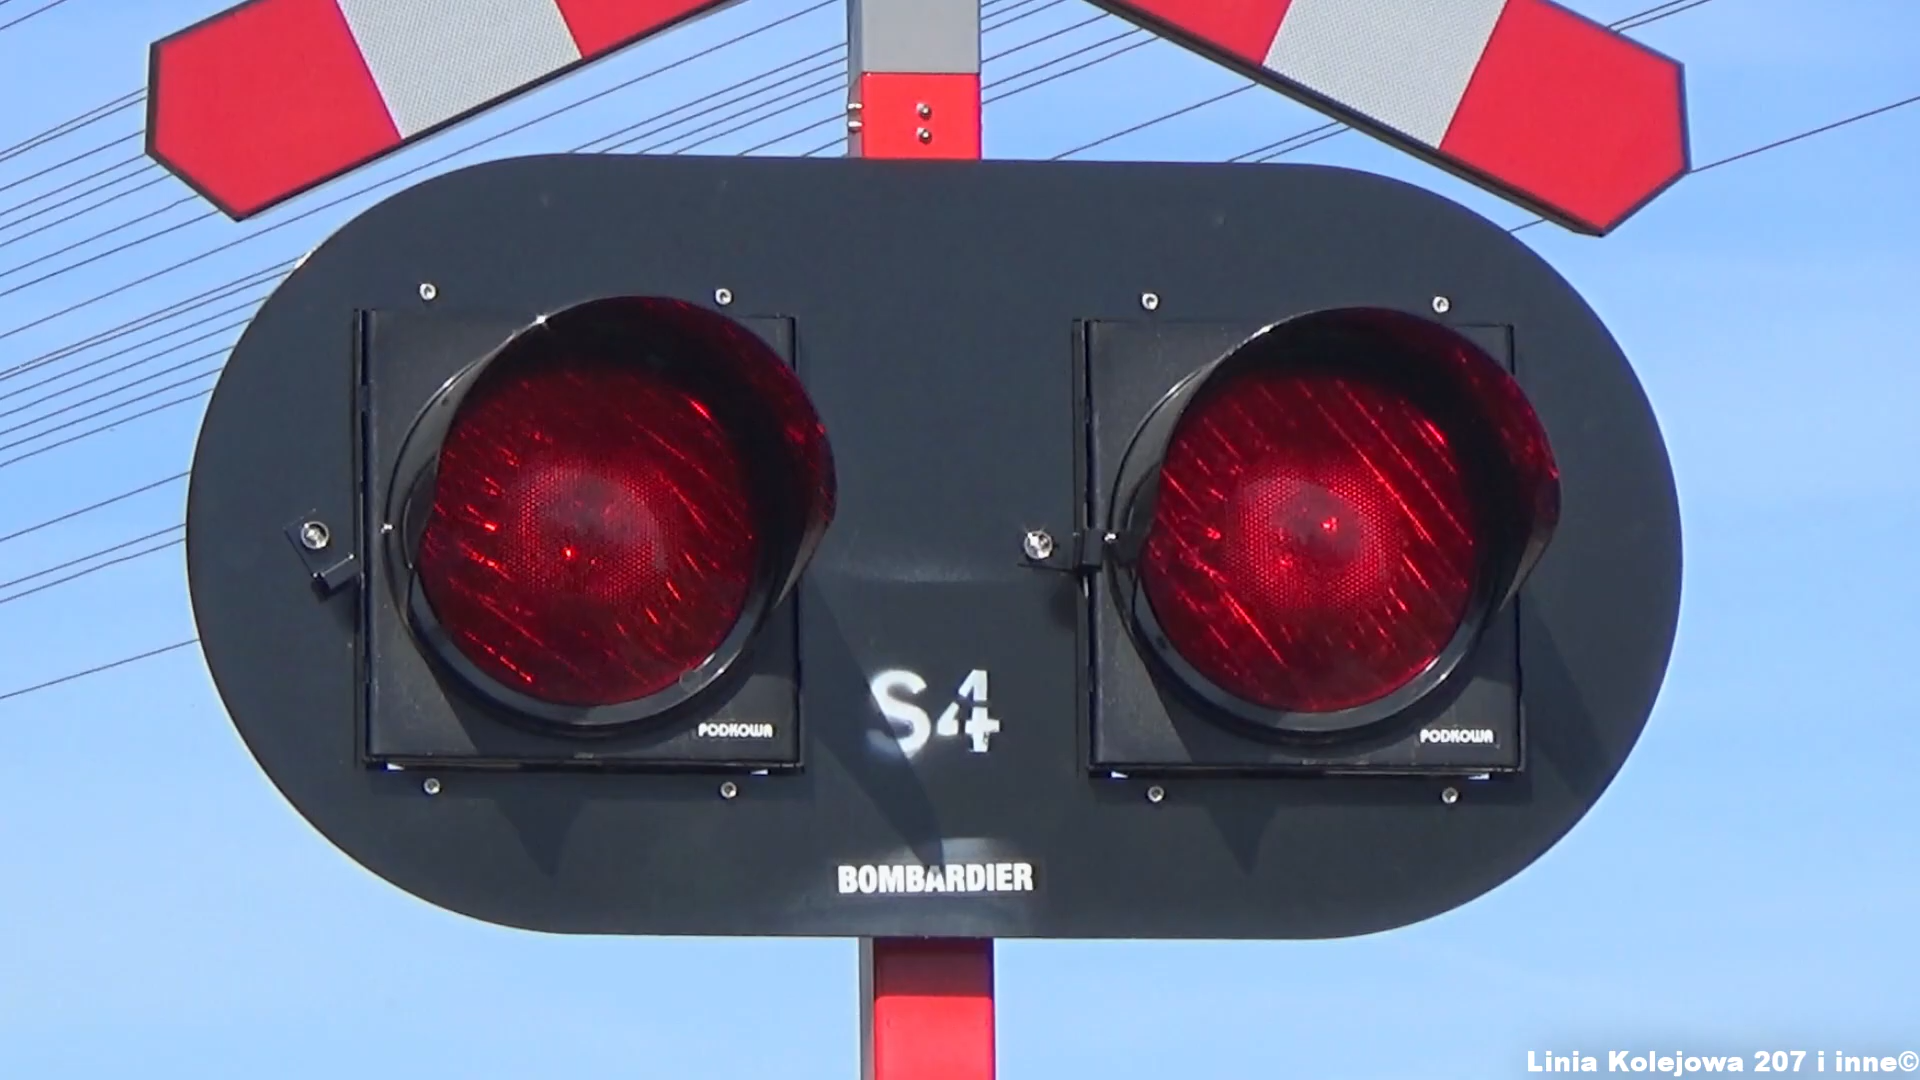 S4
PODKOWA
PODKOWA
BOMBARDIER
Linia Kolejowa 207 i inne©